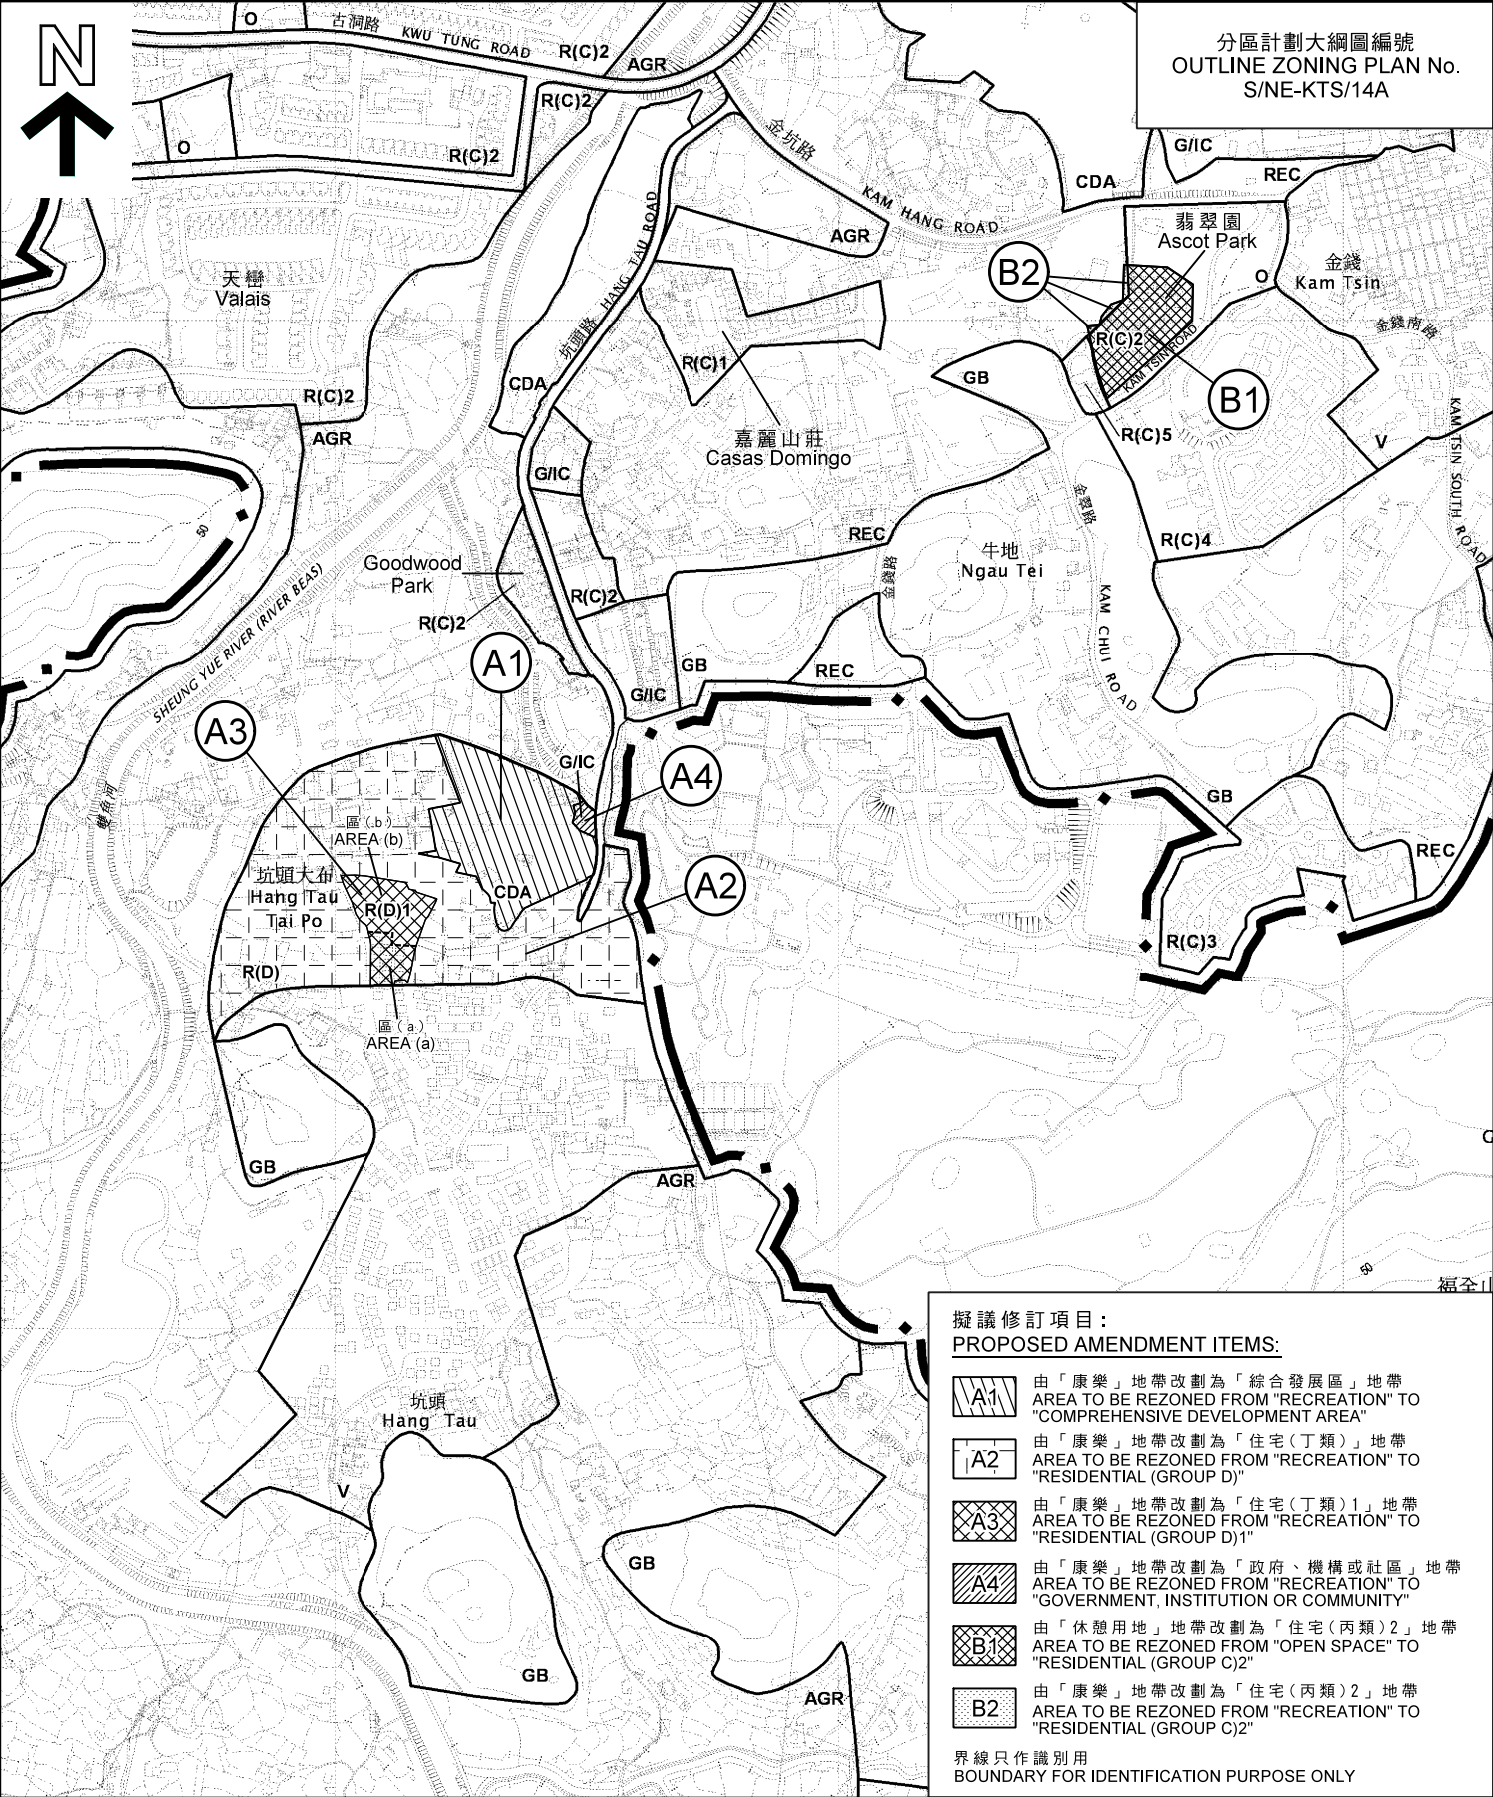 N
分區計劃大綱圖編號
OUTLINE ZONING PLAN No.
S/NE-KTS/14A
O
古洞路 KWU TUNG ROAD
R(C)2
AGR
R(C)2
O
R(C)2
金坑路
KAM HANG ROAD
G/IC
REC
CDA
翡翠園
Ascot Park
金錢
Kam Tsin
AGR
B2
O
天巒
Valais
坑頭路 HANG TAU ROAD
金錢南路
R(C)2
KAM TSIN ROAD
R(C)1
GB
CDA
B1
R(C)2
AGR
嘉麗山莊
Casas Domingo
R(C)5
V
KAM TSIN SOUTH ROAD
G/IC
50
金翠路
REC
R(C)4
牛地
Ngau Tei
Goodwood
Park
金錢路
R(C)2
R(C)2
KAM CHUI ROAD
SHEUNG YUE RIVER (RIVER BEAS)
雙魚河
A1
GB
REC
G/IC
A3
G/IC
A4
GB
區(b)
AREA (b)
REC
坑頭大布
Hang Tau
Tai Po
R(D)1
CDA
A2
R(C)3
R(D)
區(a)
AREA (a)
GB
AGR
50
坑頭
Hang Tau
V
GB
GB
AGR
擬議修訂項目:
PROPOSED AMENDMENT ITEMS:
A1
由「康樂」地帶改劃為「綜合發展區」地帶
AREA TO BE REZONED FROM "RECREATION" TO
"COMPREHENSIVE DEVELOPMENT AREA"
A2
由「康樂」地帶改劃為「住宅(丁類)」地帶
AREA TO BE REZONED FROM "RECREATION" TO
"RESIDENTIAL (GROUP D)"
A3
由「康樂」地帶改劃為「住宅(丁類)1」地帶
AREA TO BE REZONED FROM "RECREATION" TO
"RESIDENTIAL (GROUP D)1"
A4
由「康樂」地帶改劃為「政府、機構或社區」地帶
AREA TO BE REZONED FROM "RECREATION" TO
"GOVERNMENT, INSTITUTION OR COMMUNITY"
B1
由「休憩用地」地帶改劃為「住宅(丙類)2」地帶
AREA TO BE REZONED FROM "OPEN SPACE" TO
"RESIDENTIAL (GROUP C)2"
B2
由「康樂」地帶改劃為「住宅(丙類)2」地帶
AREA TO BE REZONED FROM "RECREATION" TO
"RESIDENTIAL (GROUP C)2"
界線只作識別用
BOUNDARY FOR IDENTIFICATION PURPOSE ONLY